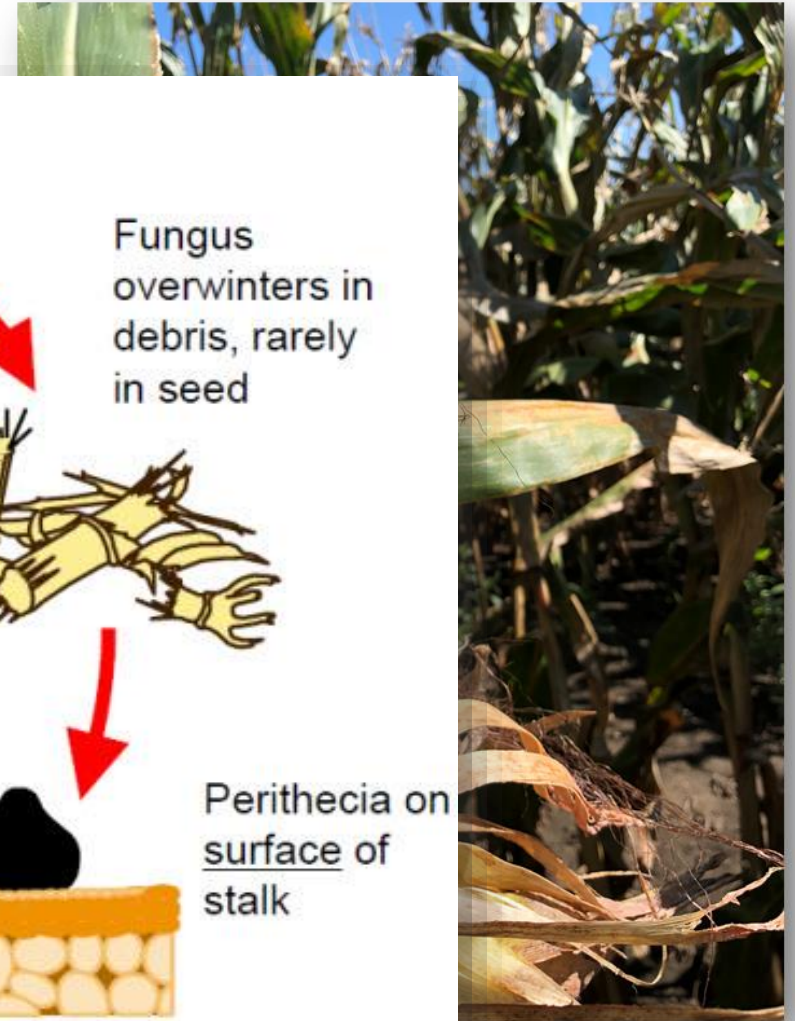 Fungus
overwinters in
debris, rarely
in seed
Perithecia on
surface of
stalk